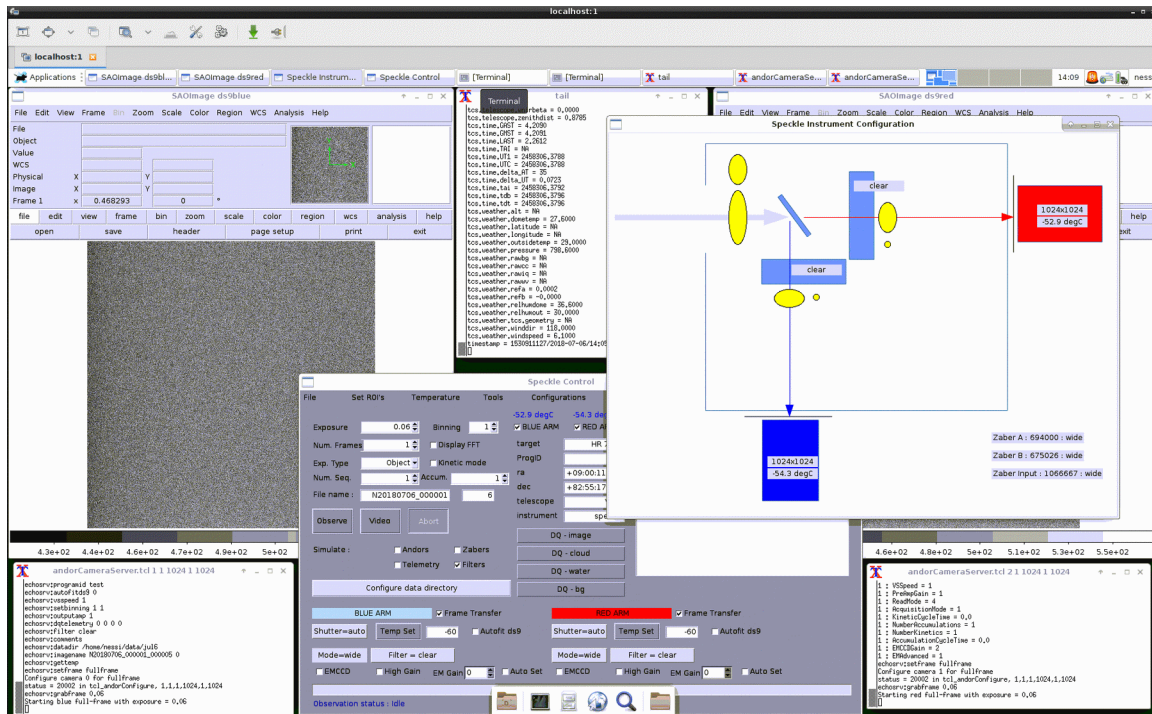 localhost:1
localhost:1
Applications
SAOImage ds9bl...
SAOImage ds9red
Speckle Instrum...
Speckle Control
[Terminal]
[Terminal]
tail
andorCameraSe...
andorCameraSe...
14:09
ness
SAOImage ds9blue
File Edit View Frame Bin Zoom Scale Color Region WCS Analysis Help
File
Object
Value
WCS
Physical X Y
Image X Y
Frame 1 x 0.468293 0 °
file edit view frame bin zoom scale color region wcs analysis help
open save header page setup print exit
4.3e+02 4.4e+02 4.6e+02 4.7e+02 4.9e+02 5e+02
tail
Terminal
tcs.telescope.zenithdist = 0.8785
tcs.time.GAST = 4.2090
tcs.time.GMST = 4.2091
tcs.time.LAST = 2.2612
tcs.time.TAI = NA
tcs.time.UT1 = 2458306.3788
tcs.time.UTC = 2458306.3788
tcs.time.delta_AT = 35
tcs.time.delta_UT = 0.0723
tcs.time.tai = 2458306.3792
tcs.time.tdb = 2458306.3796
tcs.time.tdt = 2458306.3796
tcs.weather.alt = NA
tcs.weather.dometemp = 27.6000
tcs.weather.latitude = NA
tcs.weather.longitude = NA
tcs.weather.outsidetemp = 29.0000
tcs.weather.pressure = 798.6000
tcs.weather.rawbg = NA
tcs.weather.rawcc = NA
tcs.weather.rawiq = NA
tcs.weather.rawwv = NA
tcs.weather.refa = 0.0002
tcs.weather.refb = -0.0000
tcs.weather.relhumdome = 36.6000
tcs.weather.relhumout = 30.0000
tcs.weather.tcs.geometry = NA
tcs.weather.winddir = 118.0000
tcs.weather.windspeed = 6.1000
timestamp = 1530911127/2018-07-06/14:05
SAOImage ds9red
File Edit View Frame Bin Zoom Scale Color Region WCS Analysis Help
help
exit
4.6e+02 4.8e+02 5e+02 5.1e+02 5.3e+02 5.5e+02
Speckle Instrument Configuration
clear
clear
1024x1024
-52.9 degC
1024x1024
-54.3 degC
Zaber A : 694000 : wide
Zaber B : 675026 : wide
Zaber Input : 1066667 : wide
Speckle Control
File Set ROI's Temperature Tools Configurations
-52.9 degC -54.3 de
Exposure 0.06 Binning 1 BLUE ARM RED A
Num. Frames 1 Display FFT target HR
Exp. Type Object Kinetic mode ProgID
Num. Seq. 1 Accum. 1 ra +09:00:11
File name : N20180706_000001 6 dec +82:55:17
telescope
Observe Video Abort instrument spe
DQ - image
Simulate : Andors Zabers DQ - cloud
Telemetry Filters DQ - water
Configure data directory DQ - bg
BLUE ARM Frame Transfer RED ARM Frame Transfer
Shutter=auto Temp Set -60 Autofit ds9 Shutter=auto Temp Set -60 Autofit ds9
Mode=wide Filter = clear Mode=wide Filter = clear
EMCCD High Gain EM Gain 0 Auto Set EMCCD High Gain EM Gain 0 Auto Set
Observation status : Idle
andorCameraServer.tcl 1 1 1024 1 1024
echosrv:programid test
echosrv:autofitds9 0
echosrv:vsspeed 1
echosrv:setbinning 1 1
echosrv:outputamp 1
echosrv:dqtelemetry 0 0 0 0
echosrv:filter clear
echosrv:comments
echosrv:datadir /home/nessi/data/jul6
echosrv:imagename N20180706_000001_000005 0
echosrv:gettemp
echosrv:setframe fullframe
Configure camera 0 for fullframe
status = 20002 in tcl_andorConfigure, 1,1,1,1024,1,1024
echosrv:grabframe 0.06
Starting blue full-frame with exposure = 0.06
andorCameraServer.tcl 2 1 1024 1 1024
1 : VSSpeed = 1
1 : PreAmpGain = 1
1 : ReadMode = 4
1 : AcquisitionMode = 1
1 : KineticCycleTime = 0.0
1 : NumberAccumulations = 1
1 : NumberKinetics = 1
1 : AccumulationCycleTime = 0.0
1 : EMCCDGain = 2
1 : EMAdvanced = 1
echosrv:setframe fullframe
Configure camera 1 for fullframe
status = 20002 in tcl_andorConfigure, 1,1,1,1024,1,1024
echosrv:grabframe 0.06
Starting red full-frame with exposure = 0.06